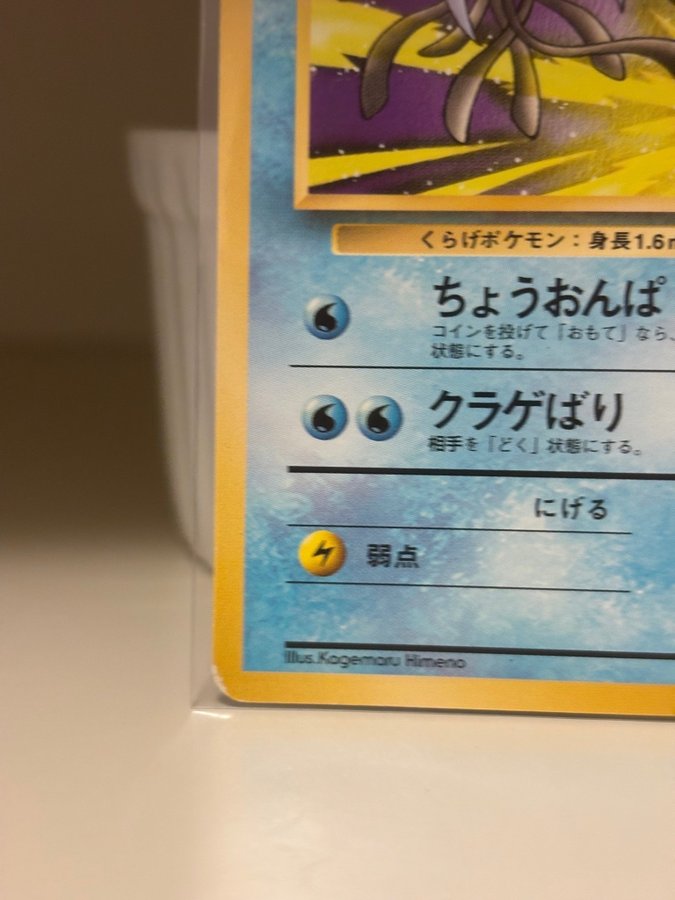 くらげポケモン：身長1.6m
ちょうおんぱ
コインを投げて「おもて」なら、
状態にする。
クラゲばり
相手を「どく」状態にする。
にげる
弱点
Illus.Kagemaru Himeno